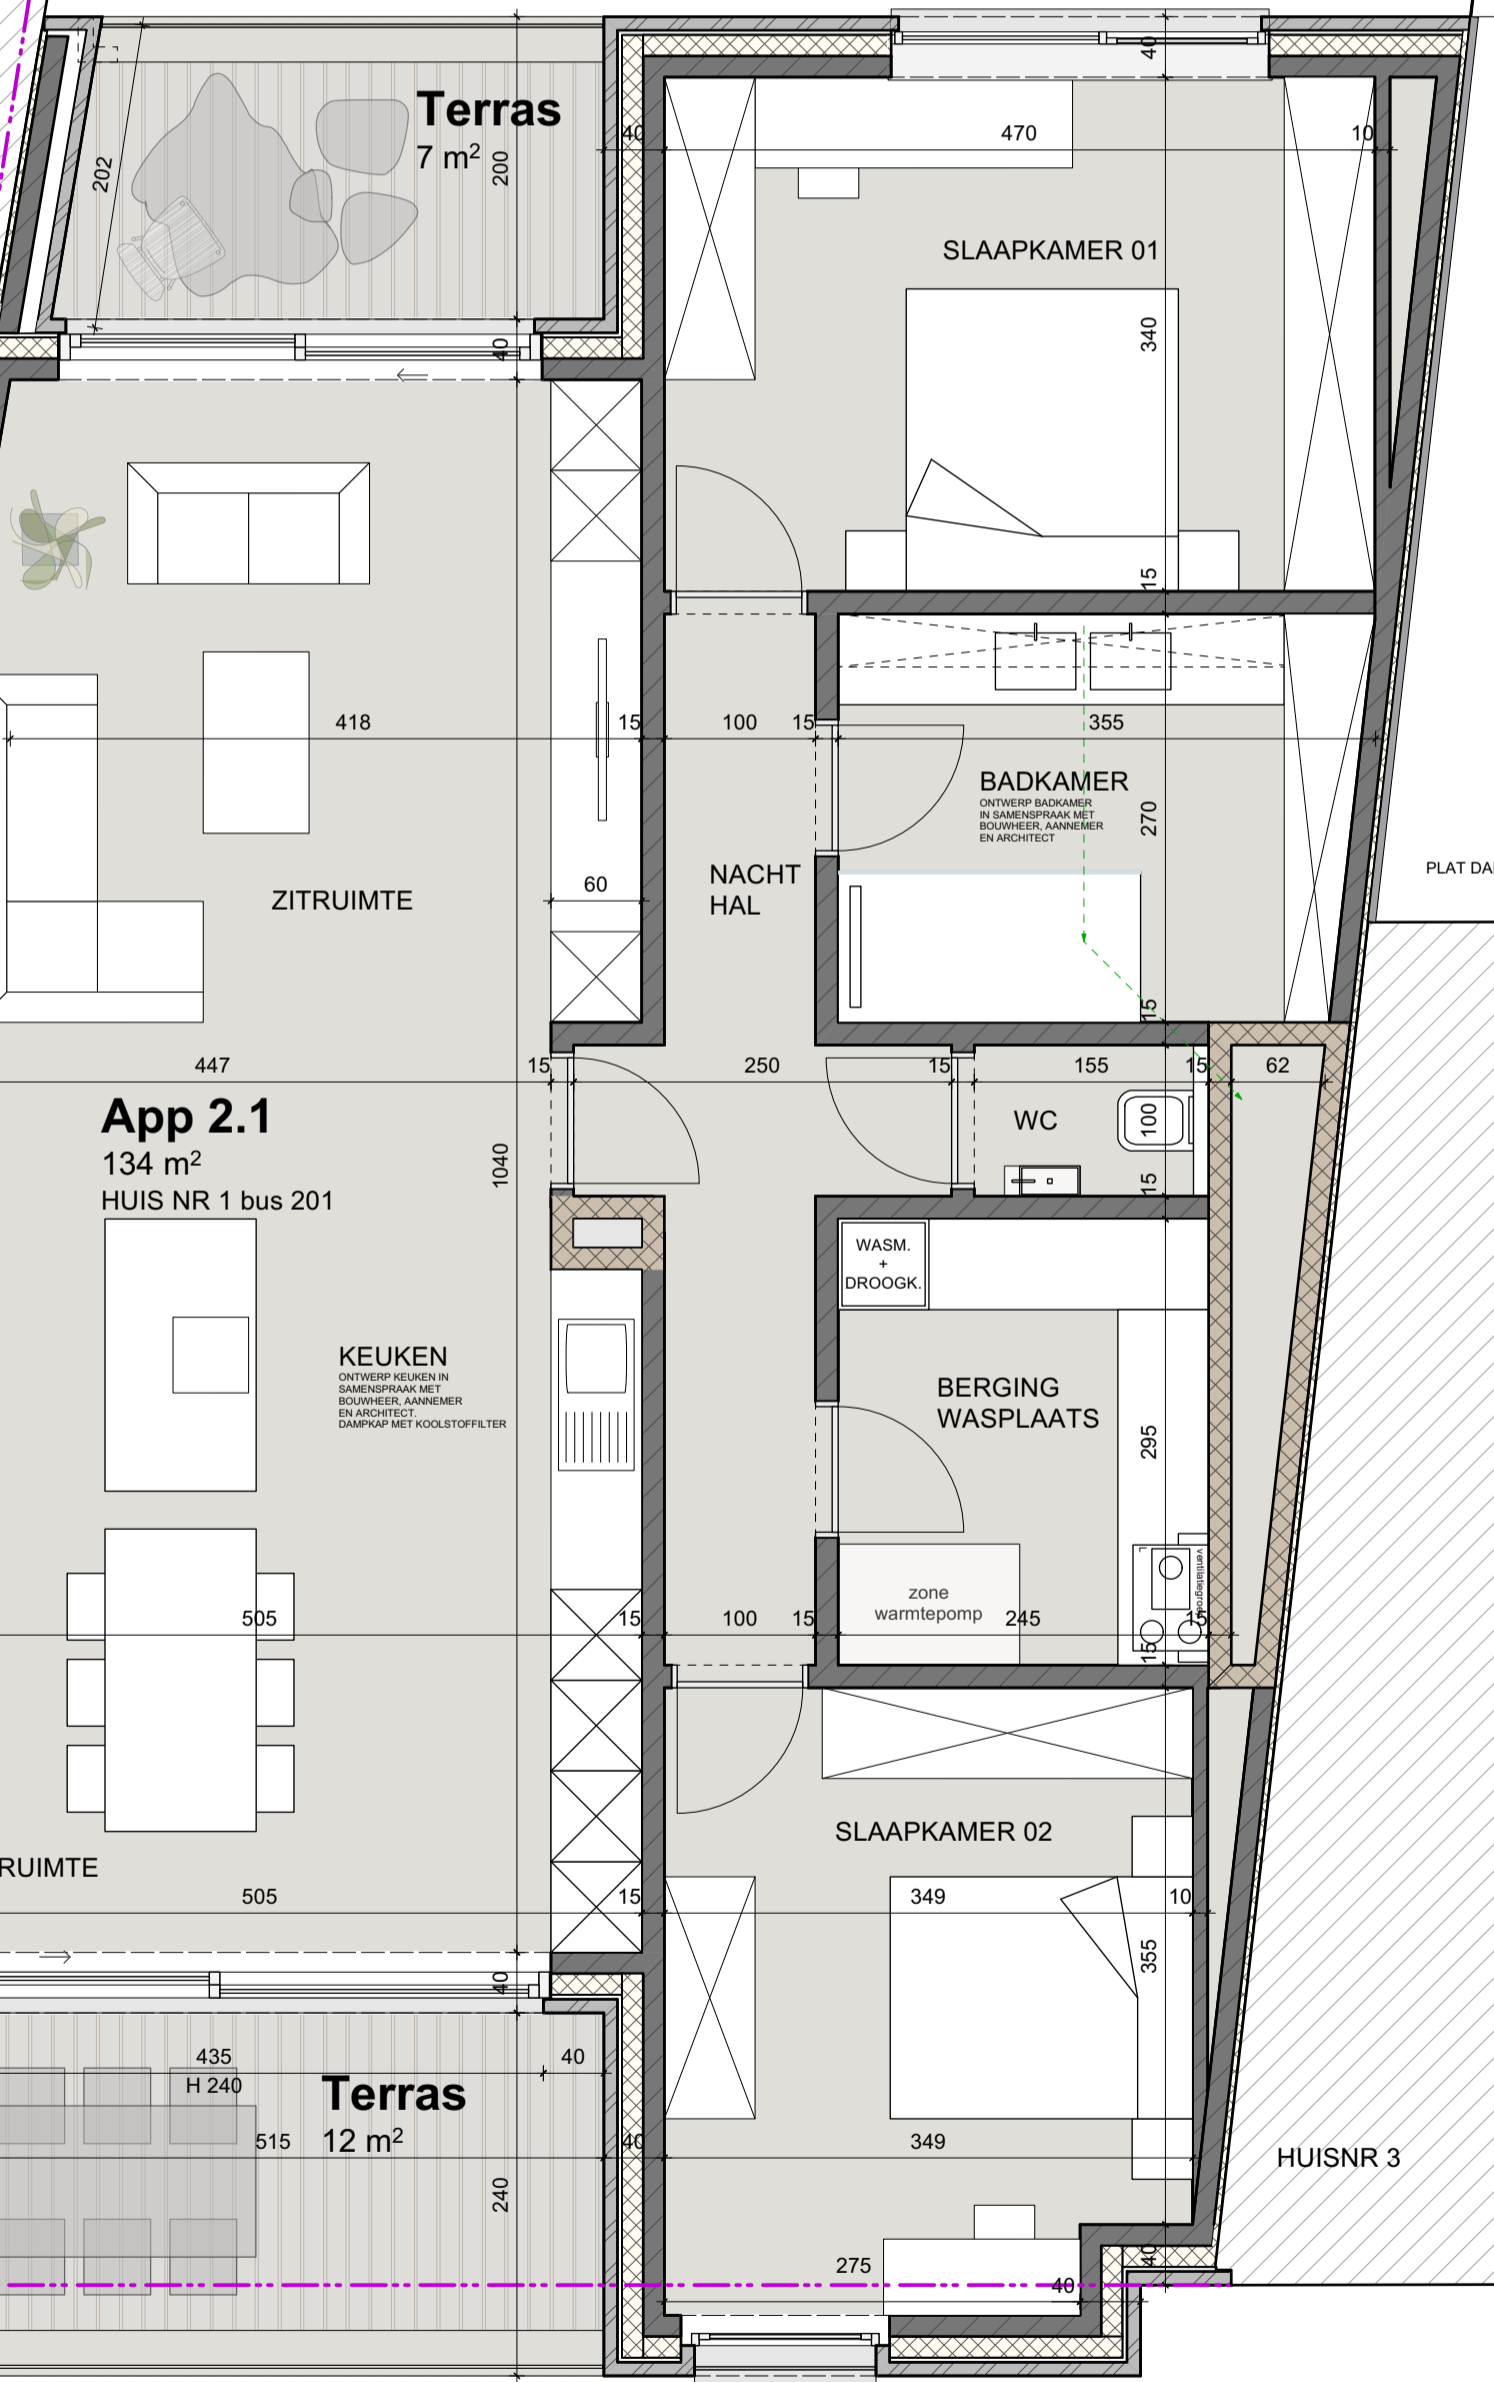 40
Terras
7 m²
200
202
40
470
10
SLAAPKAMER 01
340
40
15
418
15
100
15
355
BADKAMER
ONTWERP BADKAMER
IN SAMENSPRAAK MET
BOUWHEER, AANNEMER
EN ARCHITECT
270
NACHT
HAL
PLAT DA
60
ZITRUIMTE
15
447
15
250
15
155
15
62
App 2.1
134 m²
HUIS NR 1 bus 201
1040
WC
100
15
WASM.
+
DROOGK.
KEUKEN
ONTWERP KEUKEN IN
SAMENSPRAAK MET
BOUWHEER, AANNEMER
EN ARCHITECT.
DAMPKAP MET KOOLSTOFFILTER
BERGING
WASPLAATS
295
zone
warmtepomp
ventilatiegroep
505
15
100
15
245
15
15
SLAAPKAMER 02
RUIMTE
505
15
349
10
355
40
435
40
H 240
Terras
12 m²
515
40
349
240
HUISNR 3
275
40
40